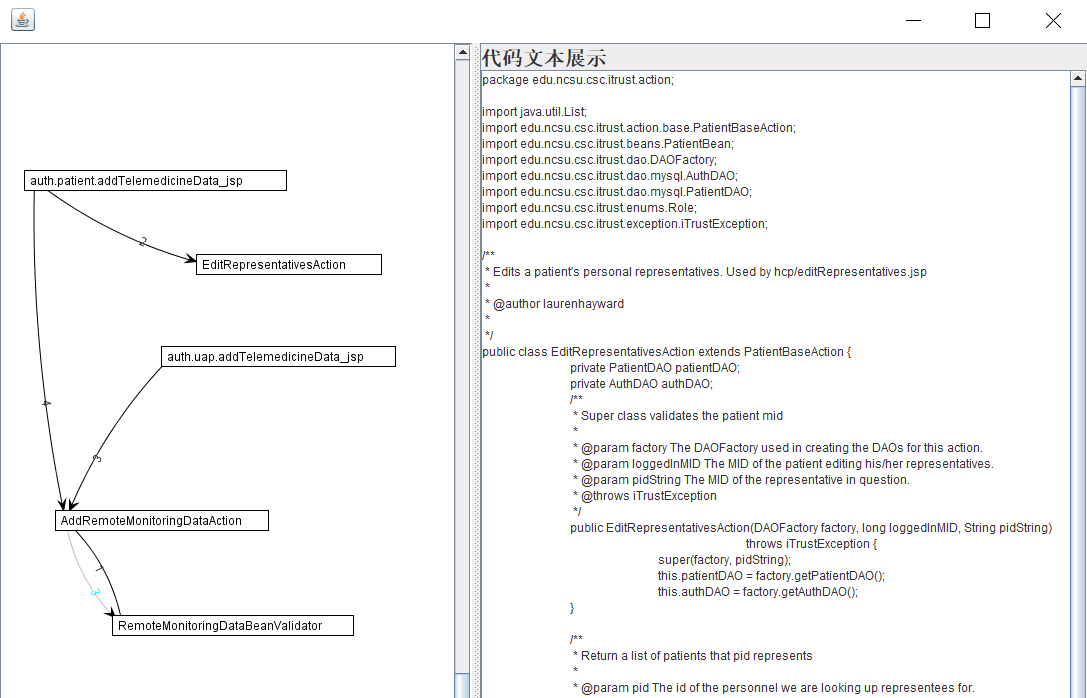 auth.patient.addTelemedicineData_jsp
2
EditRepresentativesAction
auth.uap.addTelemedicineData_jsp
4
AddRemoteMonitoringDataAction
1
3
RemoteMonitoringDataBeanValidator
代码文本展示
package edu.ncsu.csc.itrust.action;
import java.util.List;
import edu.ncsu.csc.itrust.action.base.PatientBaseAction;
import edu.ncsu.csc.itrust.beans.PatientBean;
import edu.ncsu.csc.itrust.dao.DAOFactory;
import edu.ncsu.csc.itrust.dao.mysql.AuthDAO;
import edu.ncsu.csc.itrust.dao.mysql.PatientDAO;
import edu.ncsu.csc.itrust.enums.Role;
import edu.ncsu.csc.itrust.exception.iTrustException;
/**
* Edits a patient's personal representatives. Used by hcp/editRepresentatives.jsp
*
* @author laurenhayward
*
*/
public class EditRepresentativesAction extends PatientBaseAction {
private PatientDAO patientDAO;
private AuthDAO authDAO;
/**
* Super class validates the patient mid
*
* @param factory The DAOFactory used in creating the DAOs for this action.
* @param loggedInMID The MID of the patient editing his/her representatives.
* @param pidString The MID of the representative in question.
* @throws iTrustException
*/
public EditRepresentativesAction(DAOFactory factory, long loggedInMID, String pidString)
throws iTrustException {
super(factory, pidString);
this.patientDAO = factory.getPatientDAO();
this.authDAO = factory.getAuthDAO();
}
/**
* Return a list of patients that pid represents
*
* @param pid The id of the personnel we are looking up representees for.